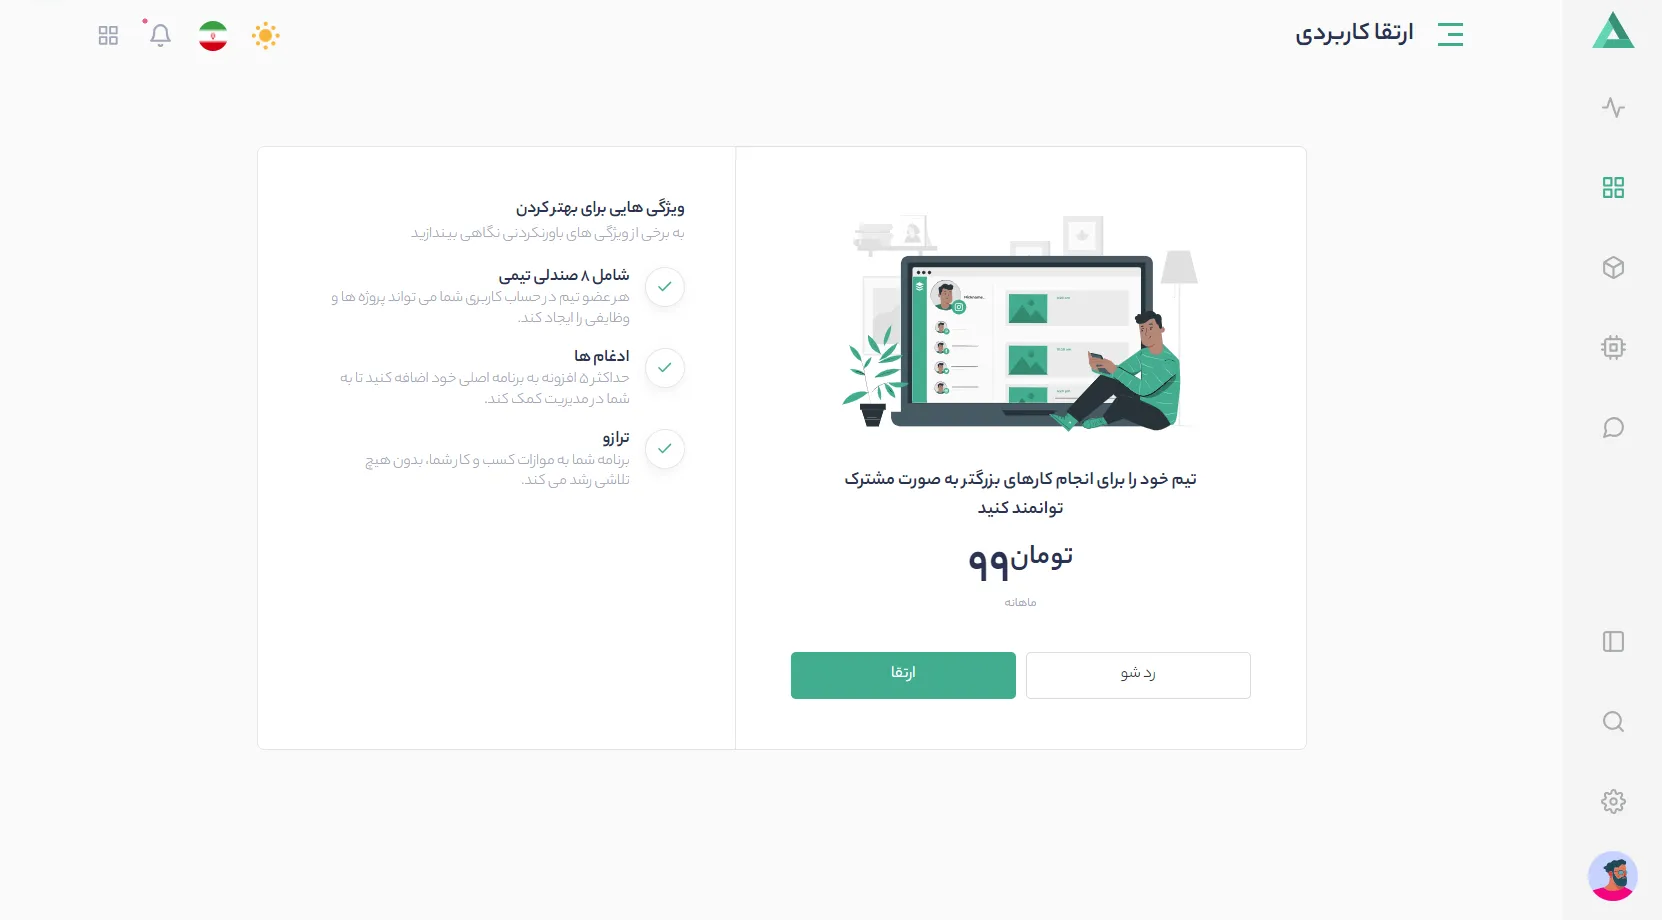 ارتقا کاربردی
تیم خود را برای انجام کارهای بزرگتر به صورت مشترک
توانمند کنید
تومان۹۹
ماهانه
رد شو
ارتقا
ویژگی هایی برای بهتر کردن
به برخی از ویژگی های باورنکردنی نگاهی بیندازید
شامل ۸ صندلی تیمی
هر عضو تیم در حساب کاربری شما می تواند پروژه ها و
وظایفی را ایجاد کند.
ادغام ها
حداکثر ۵ افزونه به برنامه اصلی خود اضافه کنید تا به
شما در مدیریت کمک کند.
ترازو
برنامه شما به موازات کسب و کار شما، بدون هیچ
تلاشی رشد می کند.